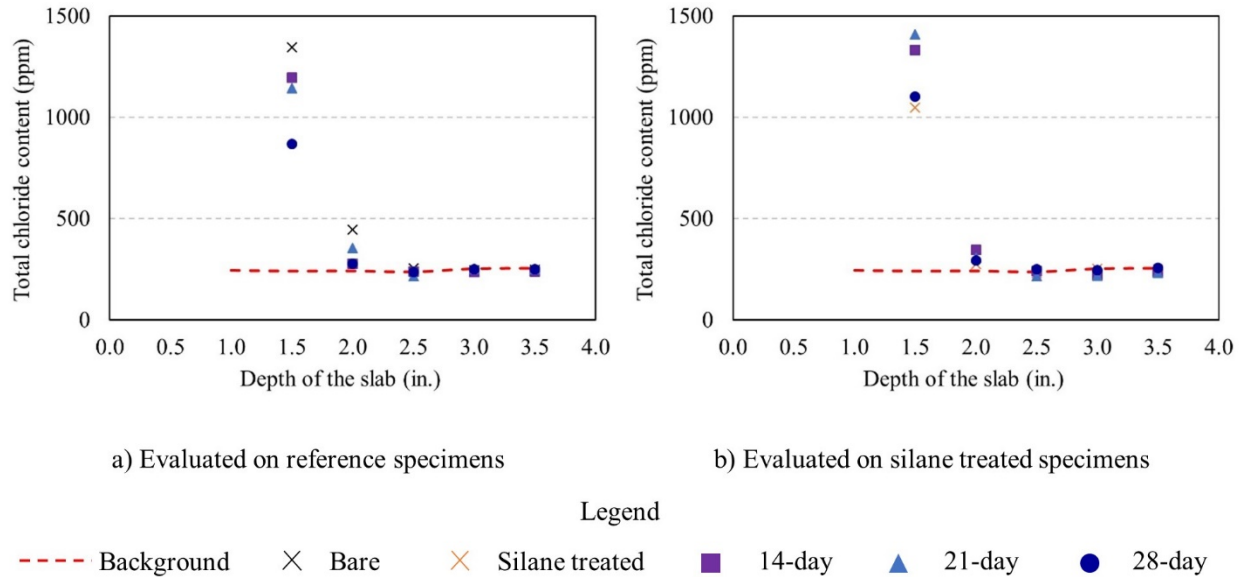 Total chloride content (ppm)
1500
1000
500
0
0.0 0.5 1.0 1.5 2.0 2.5 3.0 3.5 4.0
Depth of the slab (in.)
a) Evaluated on reference specimens
Total chloride content (ppm)
1500
1000
500
0
0.0 0.5 1.0 1.5 2.0 2.5 3.0 3.5 4.0
Depth of the slab (in.)
b) Evaluated on silane treated specimens
Legend
Background Bare Silane treated 14-day 21-day 28-day